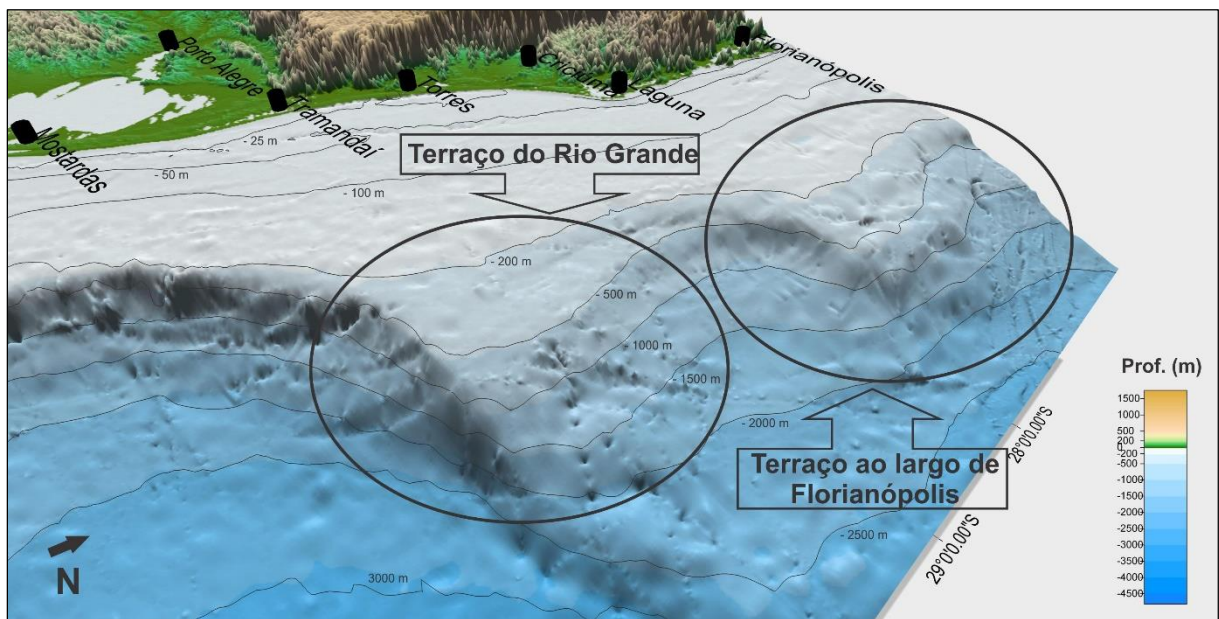 Florianópolis
Porto Alegre
Criciúma
Laguna
Torres
Tramandaí
Mostardas
- 25 m
- 50 m
- 100 m
Terraço do Rio Grande
- 200 m
- 500 m
- 1000 m
- 1500 m
- 2000 m
- 2500 m
3000 m
Terraço ao largo de
Florianópolis
28°0'0.00"S
29°0'0.00"S
N
Prof. (m)
1500
1000
500
200
0
-200
-500
-1000
-1500
-2000
-2500
-3000
-3500
-4000
-4500